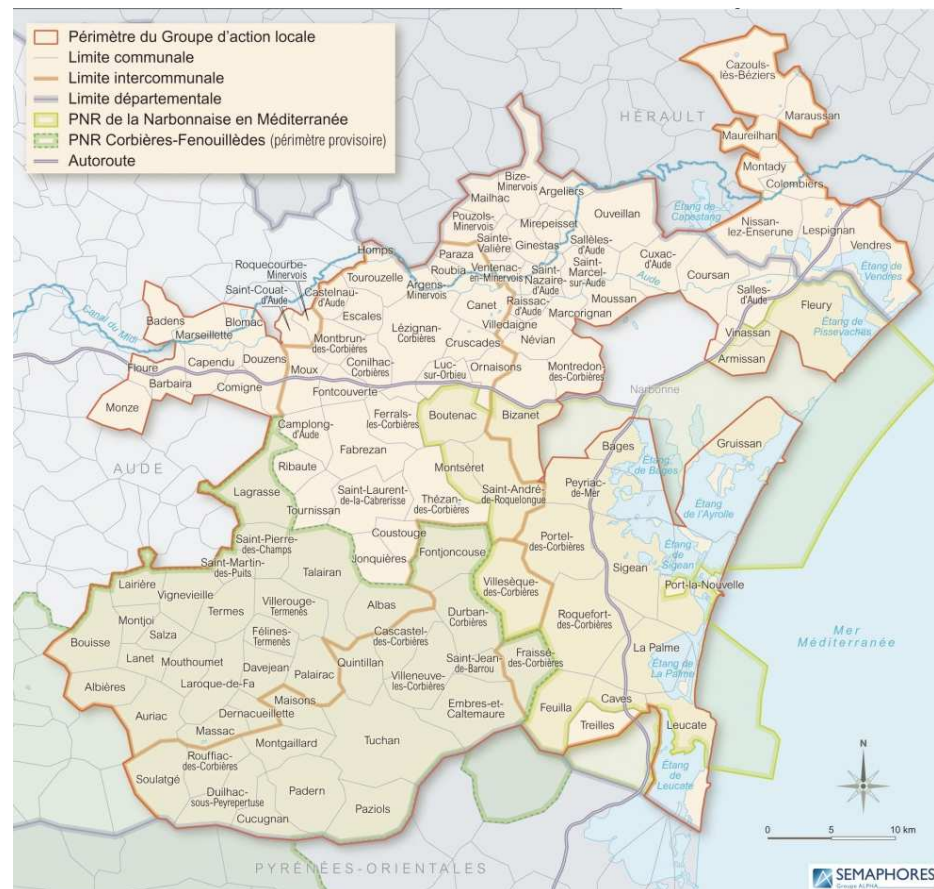 Périmètre du Groupe d'action locale
Limite communale
Limite intercommunale
Limite départementale
PNR de la Narbonnaise en Méditerranée
PNR Corbières-Fenouillèdes (périmètre provisoire)
Autoroute
HÉRAULT
Cazouls-
lès-Béziers
Maraussan
Maureilhan
Montady
Colombiers
Étang de
Capestang
Nissan-
lez-Enserune
Lespignan
Vendres
Étang de
Vendres
Bize-
Minervois
Mailhac
Argeliers
Pouzols-
Minervois
Mirepeisset
Ouveillan
Sainte-
Valière
Ginestas
Sallèles-
d'Aude
Cuxac-
d'Aude
Homps
Paraza
Roubia
Ventenac-
en-Minervois
Saint-
Nazaire-
d'Aude
Saint-
Marcel-
sur-Aude
Aude
Coursan
Salles-
d'Aude
Fleury
Étang de
Pissevaches
Roquecourbe-
Minervois
Tourouzelle
Argens-
Minervois
Saint-Couat-
d'Aude
Castelnau-
d'Aude
Escales
Canet
Raissac-
d'Aude
Moussan
Marcorignan
Vinassan
Armissan
Canal du Midi
Badens
Blomac
Marseillette
Montbrun-
des-Corbières
Lézignan-
Corbières
Villedaigne
Cruscades
Névian
Floure
Capendu
Douzens
Moux
Conilhac-
Corbières
Luc-
sur-Orbieu
Ornaisons
Montredon-
des-Corbières
Narbonne
Barbaira
Comigne
Monze
Fontcouverte
Camplong-
d'Aude
Ferrals-
les-Corbières
Boutenac
Bizanet
Bages
Étang
de Bages
Gruissan
AUDE
Ribaute
Fabrezan
Montséret
Peyriac-
de-Mer
Étang de
l'Ayrolle
Lagrasse
Tournissan
Saint-Laurent-
de-la-Cabrerisse
Thézan-
des-Corbières
Saint-André-
de-Roquelongue
Saint-Pierre-
des-Champs
Coustouge
Fontjoncouse
Portel-
des-Corbières
Étang
de
Sigean
Saint-Martin-
des-Puits
Jonquières
Sigean
Port-la-Nouvelle
Lairière
Vignevieille
Talairan
Villesèque-
des-Corbières
Montjoi
Termes
Villerouge-
Termenès
Albas
Durban-
Corbières
Roquefort-
des-Corbières
Mer
Méditerranée
Bouisse
Salza
Félines-
Termenès
Cascastel-
des-Corbières
Lanet
Mouthoumet
Davejean
Quintillan
Saint-Jean-
de-Barrou
Fraissé-
des-Corbières
La Palme
Étang de
La Palme
Albières
Laroque-de-Fa
Palairac
Villeneuve-
les-Corbières
Maisons
Embres-et-
Caltemaure
Feuilla
Caves
Auriac
Dernacueillette
Treilles
Leucate
Massac
Montgaillard
Tuchan
Rouffiac-
des-Corbières
Étang
de
Leucate
Soulatgé
Duilhac-
sous-Peyrepertuse
Padern
Paziols
Cucugnan
PYRÉNÉES-ORIENTALES
N
0 5 10 km
SEMAPHORES
Groupe ALPHA